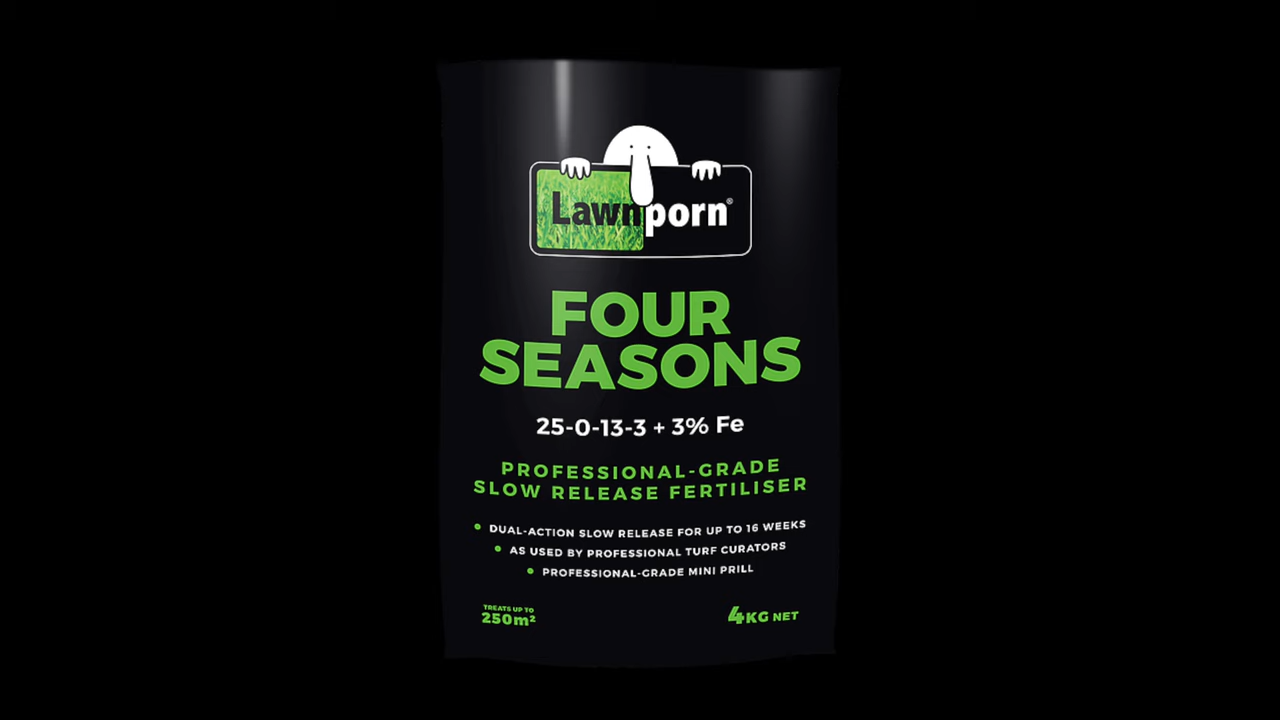 Lawnporn®
FOUR
SEASONS
25-0-13-3 + 3% Fe
PROFESSIONAL-GRADE
SLOW RELEASE FERTILISER
DUAL-ACTION SLOW RELEASE FOR UP TO 16 WEEKS
AS USED BY PROFESSIONAL TURF CURATORS
PROFESSIONAL-GRADE MINI PRILL
TREATS UP TO
250m²
4KG NET